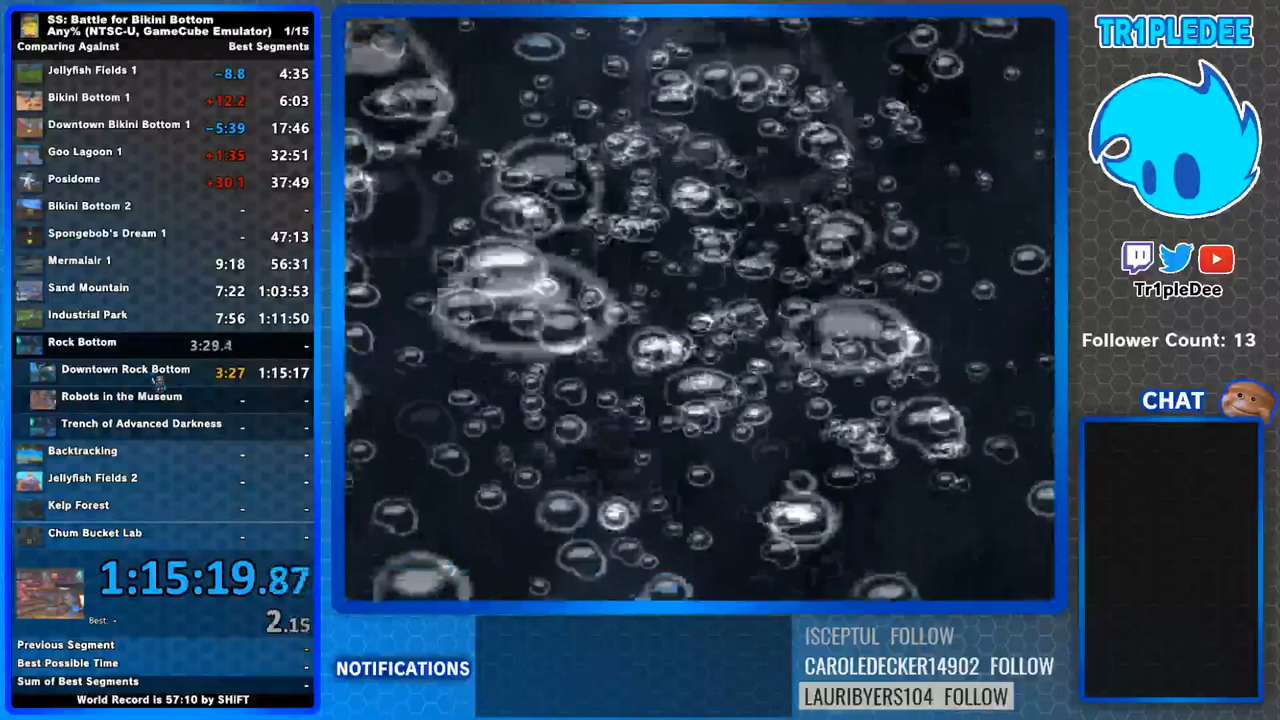 SS: Battle for Bikini Bottom
Any% (NTSC-U, GameCube Emulator) 1/15
Comparing Against Best Segments
Jellyfish Fields 1 −8.8 4:35
Bikini Bottom 1 +12.2 6:03
Downtown Bikini Bottom 1 −5:39 17:46
Goo Lagoon 1 +1:35 32:51
Posidome +30.1 37:49
Bikini Bottom 2 - -
Spongebob's Dream 1 - 47:13
Mermalair 1 9:18 56:31
Sand Mountain 7:22 1:03:53
Industrial Park 7:56 1:11:50
Rock Bottom 3:29.4 -
Downtown Rock Bottom 3:27 1:15:17
Robots in the Museum - -
Trench of Advanced Darkness - -
Backtracking - -
Jellyfish Fields 2 - -
Kelp Forest - -
Chum Bucket Lab - -
1:15:19.87
Best: - 2.15
Previous Segment -
Best Possible Time -
Sum of Best Segments -
World Record is 57:10 by SHIFT
NOTIFICATIONS
ISCEPTUL FOLLOW
CAROLEDECKER14902 FOLLOW
LAURIBYERS104 FOLLOW
TR1PLEDEE
Tr1pleDee
Follower Count: 13
CHAT